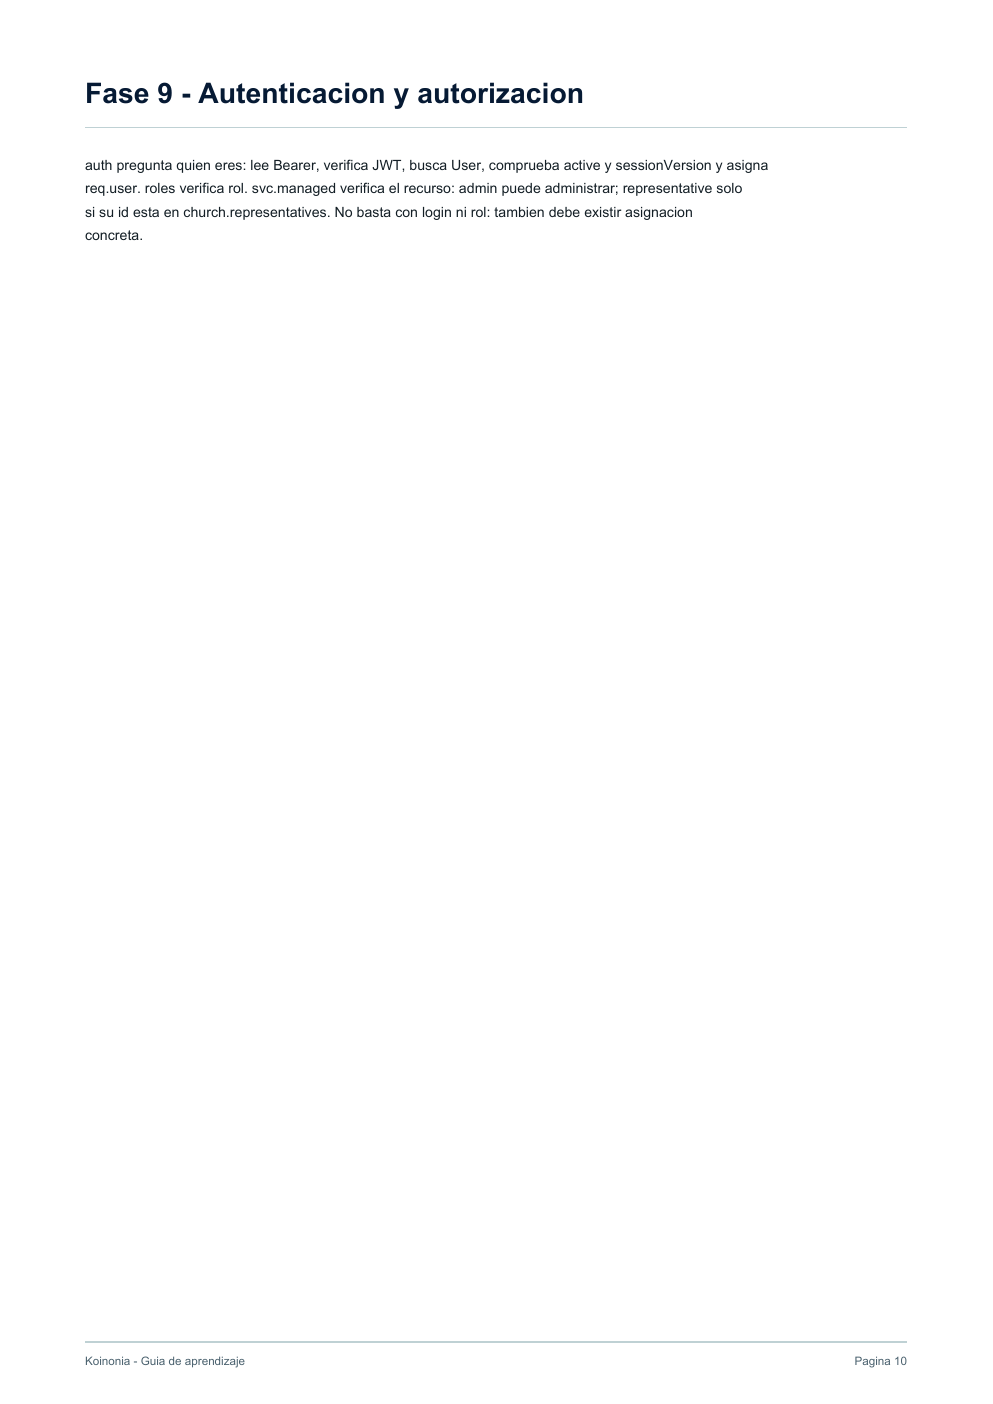 Fase 9 - Autenticacion y autorizacion
auth pregunta quien eres: lee Bearer, verifica JWT, busca User, comprueba active y sessionVersion y asigna
req.user. roles verifica rol. svc.managed verifica el recurso: admin puede administrar; representative solo
si su id esta en church.representatives. No basta con login ni rol: tambien debe existir asignacion
concreta.
Koinonia - Guia de aprendizaje
Pagina 10